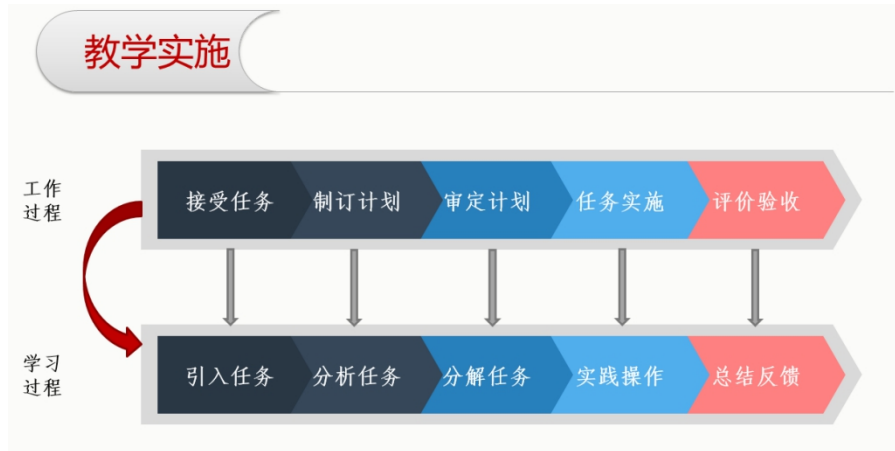 教学实施
工作
过程
接受任务 制订计划 审定计划 任务实施 评价验收
学习
过程
引入任务 分析任务 分解任务 实践操作 总结反馈